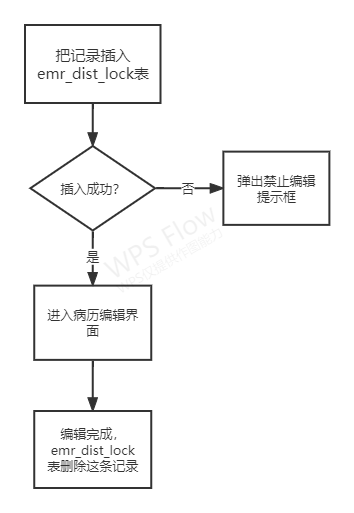 把记录插入
emr_dist_lock表
插入成功?
否
弹出禁止编辑
提示框
WPS Flow
是
进入病历编辑界
面
编辑完成，
emr_dist_lock
表删除这条记录